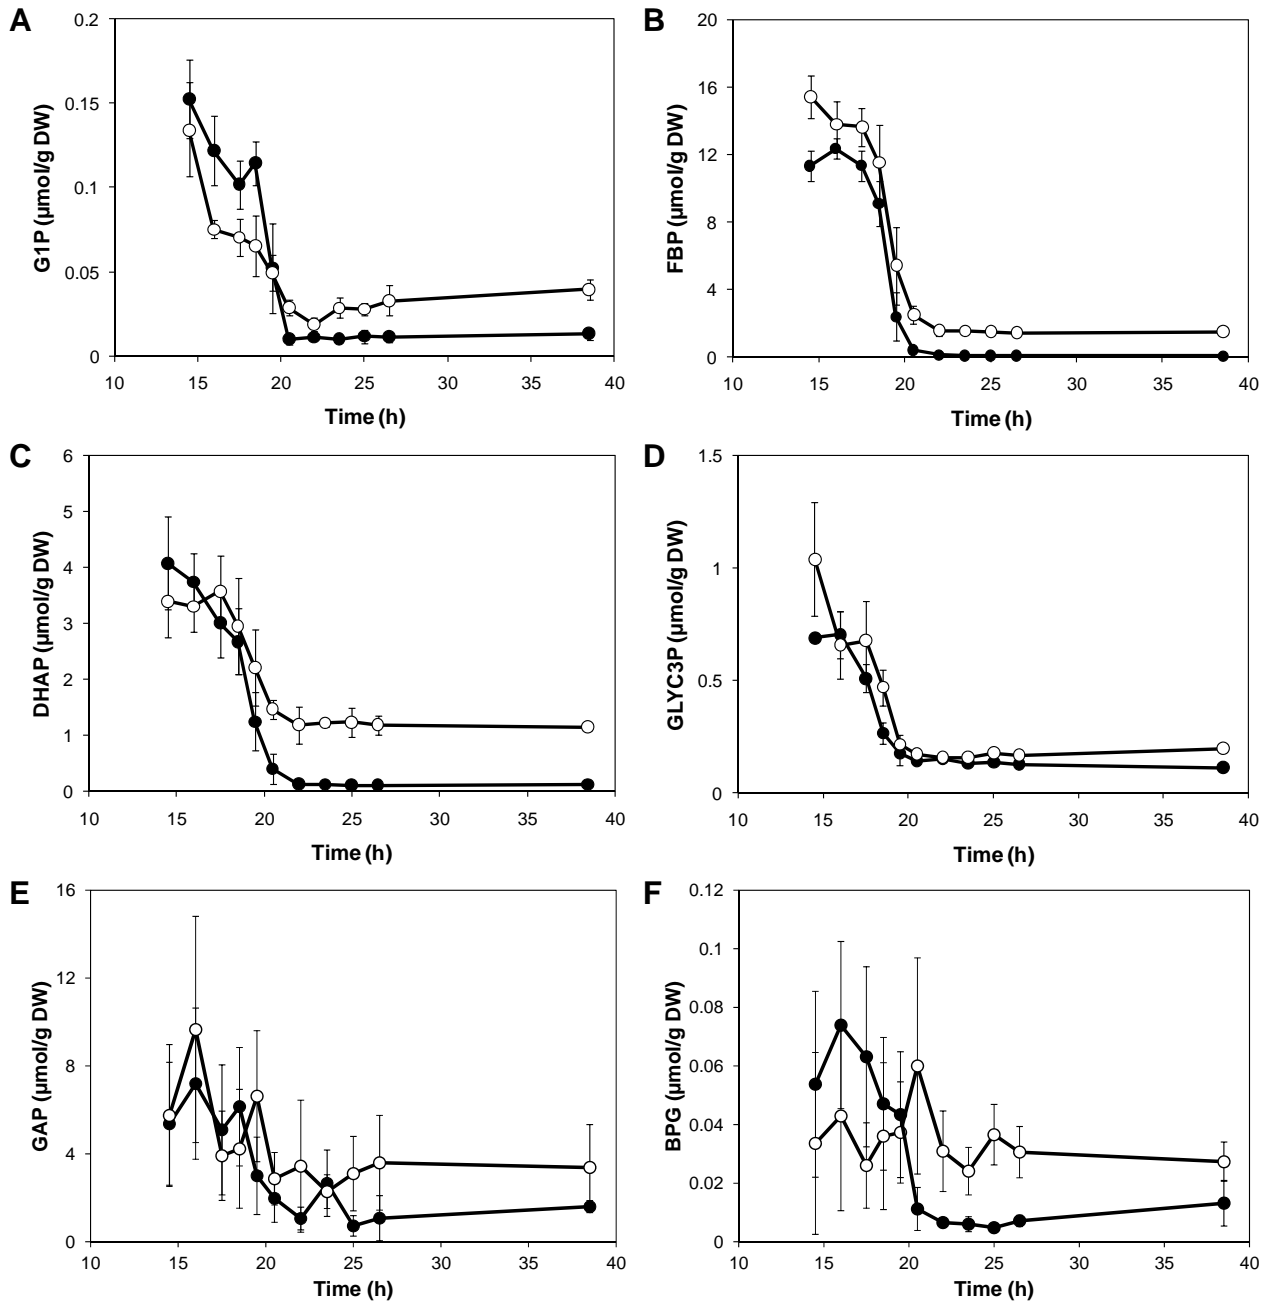 A
0.2
0.15
0.1
0.05
0
G1P (µmol/g DW)
10 15 20 25 30 35 40
Time (h)
B
20
16
12
8
4
0
FBP (µmol/g DW)
10 15 20 25 30 35 40
Time (h)
C
6
5
4
3
2
1
0
DHAP (µmol/g DW)
10 15 20 25 30 35 40
Time (h)
D
1.5
1
0.5
0
GLYC3P (µmol/g DW)
10 15 20 25 30 35 40
Time (h)
E
16
12
8
4
0
GAP (µmol/g DW)
10 15 20 25 30 35 40
Time (h)
F
0.12
0.1
0.08
0.06
0.04
0.02
0
BPG (µmol/g DW)
10 15 20 25 30 35 40
Time (h)